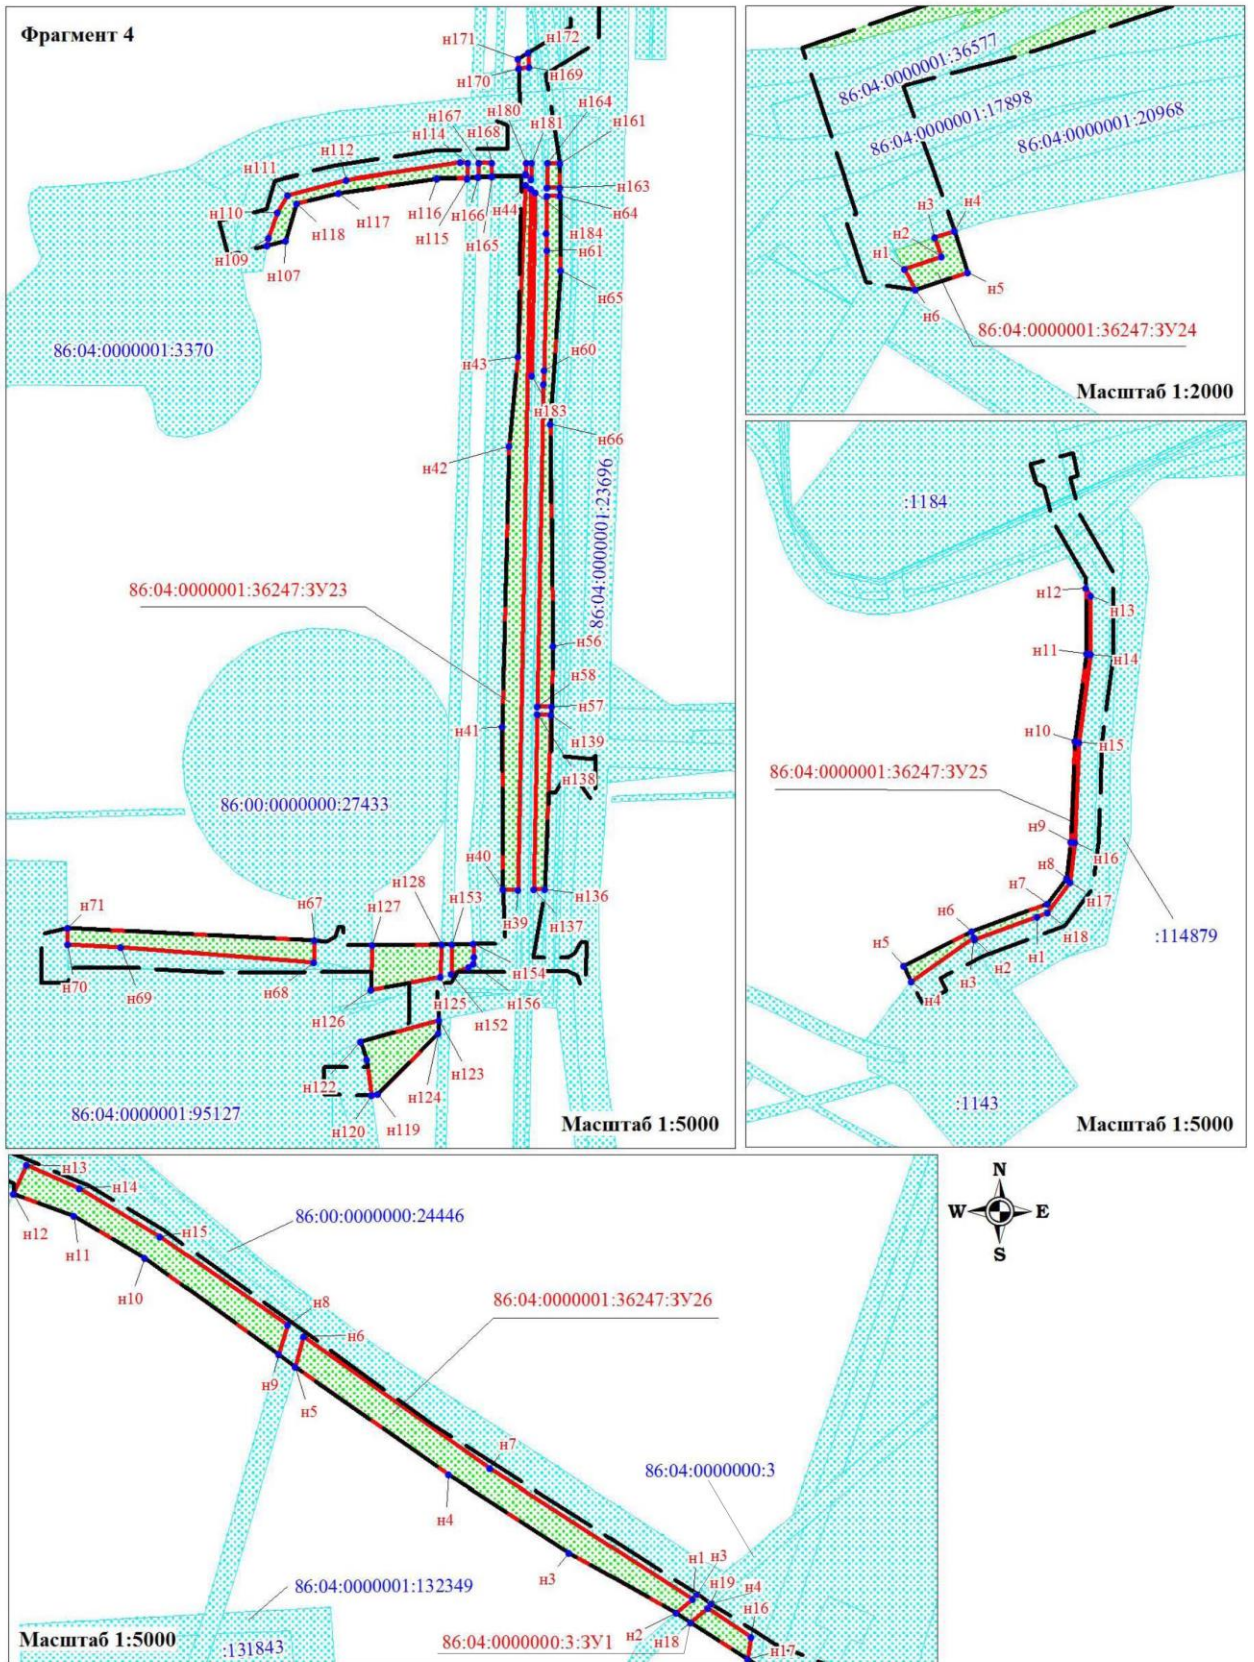 Фрагмент 4
н171
н172
н170
н169
н180
н164
н167
н181
н161
н114
н168
н112
н111
н163
н110
н44
н64
н117
н116
н166
н184
н118
н115
н165
н61
н109
н107
н65
86:04:0000001:3370
н43
н60
н183
н66
н42
86:04:0000001:23696
86:04:0000001:36247:ЗУ23
н56
н58
н57
н41
н139
н138
86:00:0000000:27433
н40
н128
н153
н136
н71
н127
н67
н39
н137
н154
н70
н69
н68
н125
н156
н126
н152
н123
н122
н124
86:04:0000001:95127
н120
н119
Масштаб 1:5000
86:04:0000001:36577
86:04:0000001:17898
86:04:0000001:20968
н3
н4
н2
н1
н5
н6
86:04:0000001:36247:ЗУ24
Масштаб 1:2000
:1184
н12
н13
н11
н14
н10
н15
86:04:0000001:36247:ЗУ25
н9
н16
н8
н7
н17
н6
н18
н5
н1
н2
н3
н4
:114879
:1143
Масштаб 1:5000
н13
н14
н12
н15
н11
86:00:0000000:24446
н10
н8
86:04:0000001:36247:ЗУ26
н6
н9
н5
н7
86:04:0000000:3
н4
н1
н3
н3
н19
н4
86:04:0000001:132349
н16
н2
Масштаб 1:5000
:131843
86:04:0000000:3:ЗУ1
н18
н17
N
W
E
S